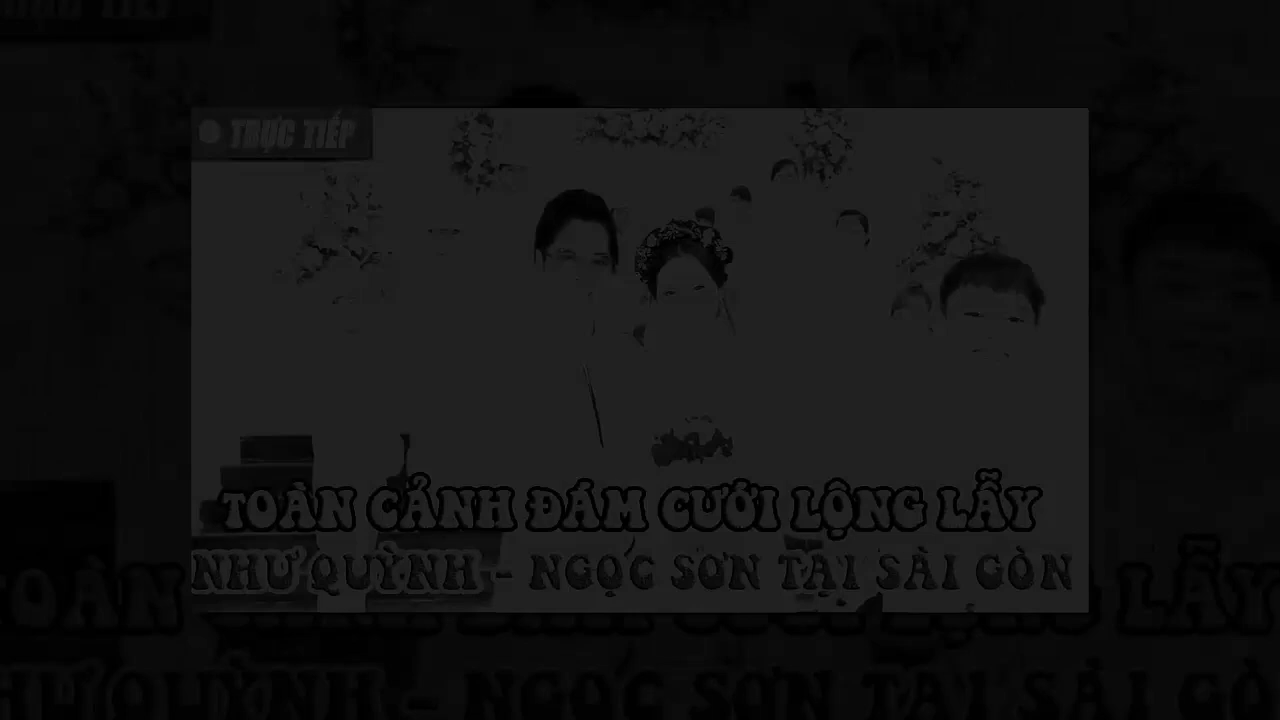 TRỰC TIẾP
TOÀN CẢNH ĐÁM CƯỚI LỘNG LẪY
NHƯ QUỲNH - NGỌC SƠN TẠI SÀI GÒN